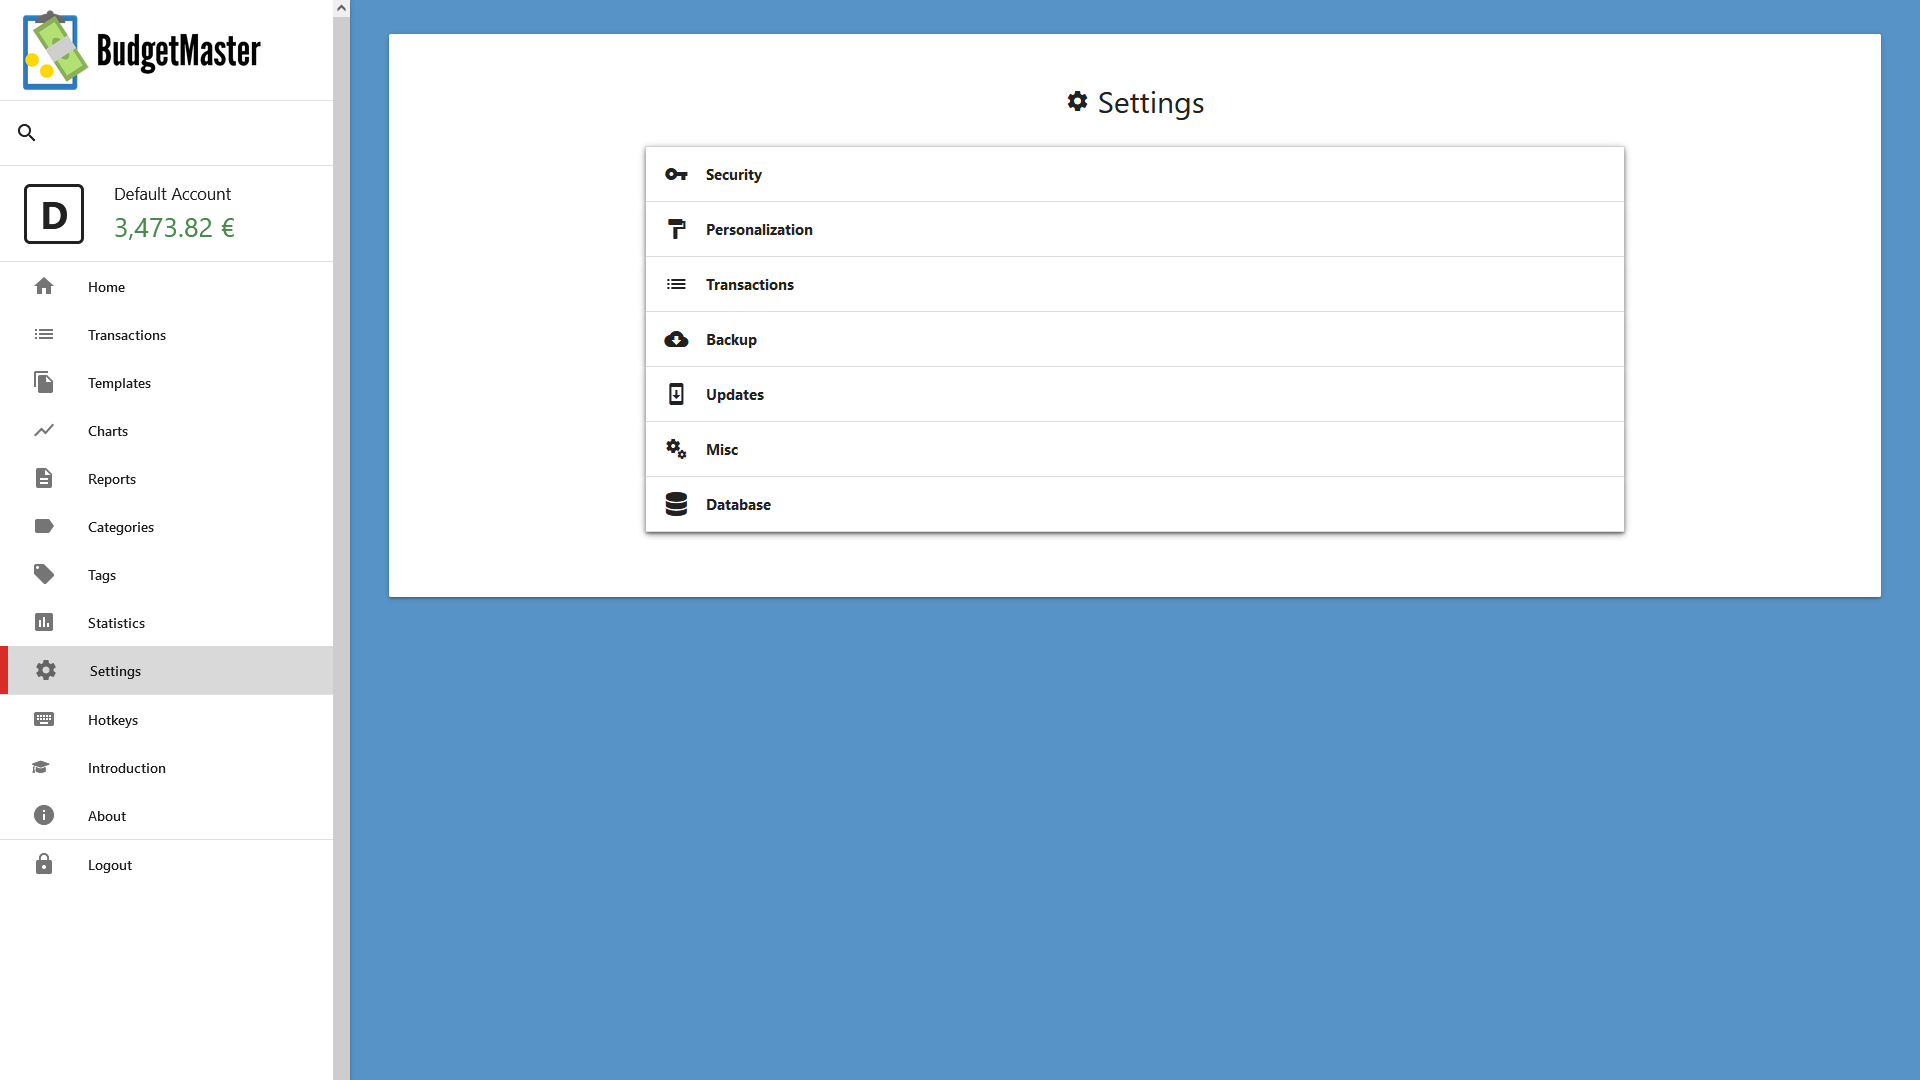 BudgetMaster
D
Default Account
3,473.82 €
Home
Transactions
Templates
Charts
Reports
Categories
Tags
Statistics
Settings
Hotkeys
Introduction
About
Logout
Settings
Security
Personalization
Transactions
Backup
Updates
Misc
Database